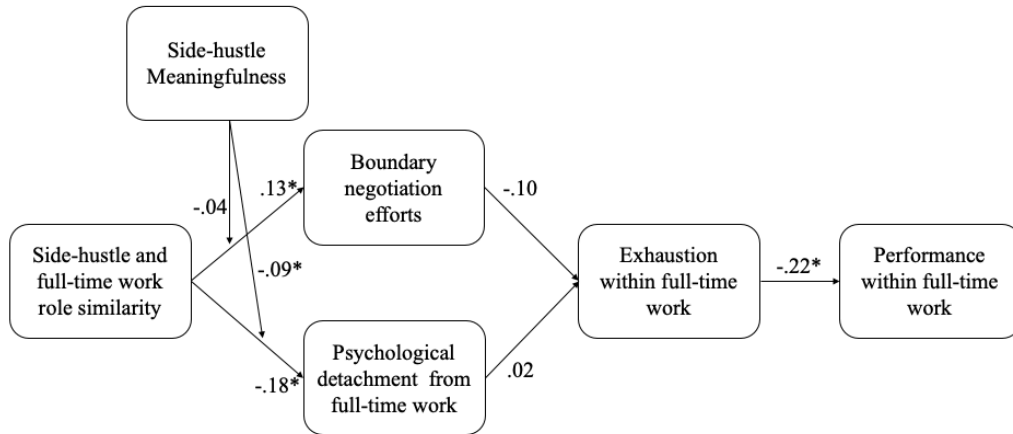 Side-hustle
Meaningfulness
Boundary
negotiation
efforts
.13*
-.10
-.04
Side-hustle and
full-time work
role similarity
-.09*
Exhaustion
within full-time
work
-.22*
Performance
within full-time
work
Psychological
detachment from
full-time work
-.18*
.02